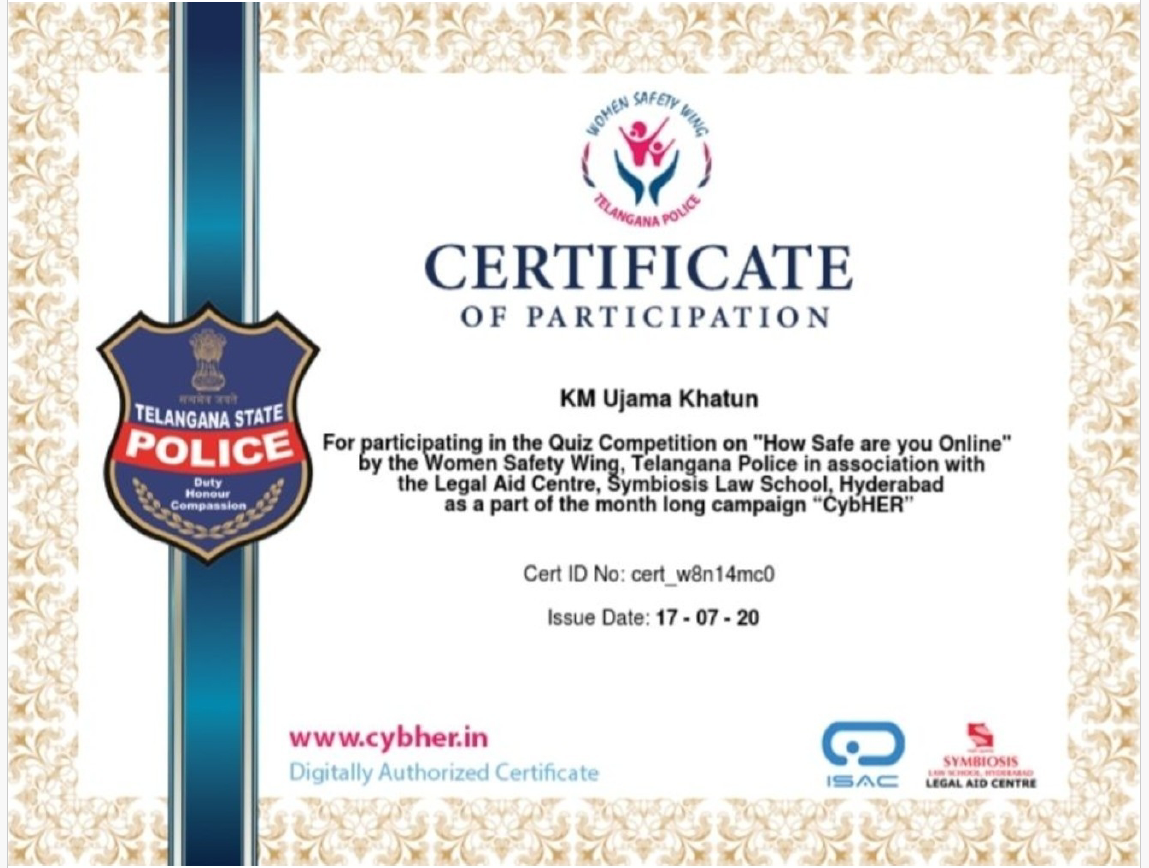 WOMEN SAFETY WING
TELANGANA POLICE
CERTIFICATE
OF PARTICIPATION
सत्यमेव जयते
TELANGANA STATE
POLICE
Duty
Honour
Compassion
KM Ujama Khatun
For participating in the Quiz Competition on "How Safe are you Online"
by the Women Safety Wing, Telangana Police in association with
the Legal Aid Centre, Symbiosis Law School, Hyderabad
as a part of the month long campaign “CybHER”
Cert ID No: cert_w8n14mc0
Issue Date: 17 - 07 - 20
www.cybher.in
Digitally Authorized Certificate
ISAC
SYMBIOSIS
LAW SCHOOL, HYDERABAD
LEGAL AID CENTRE